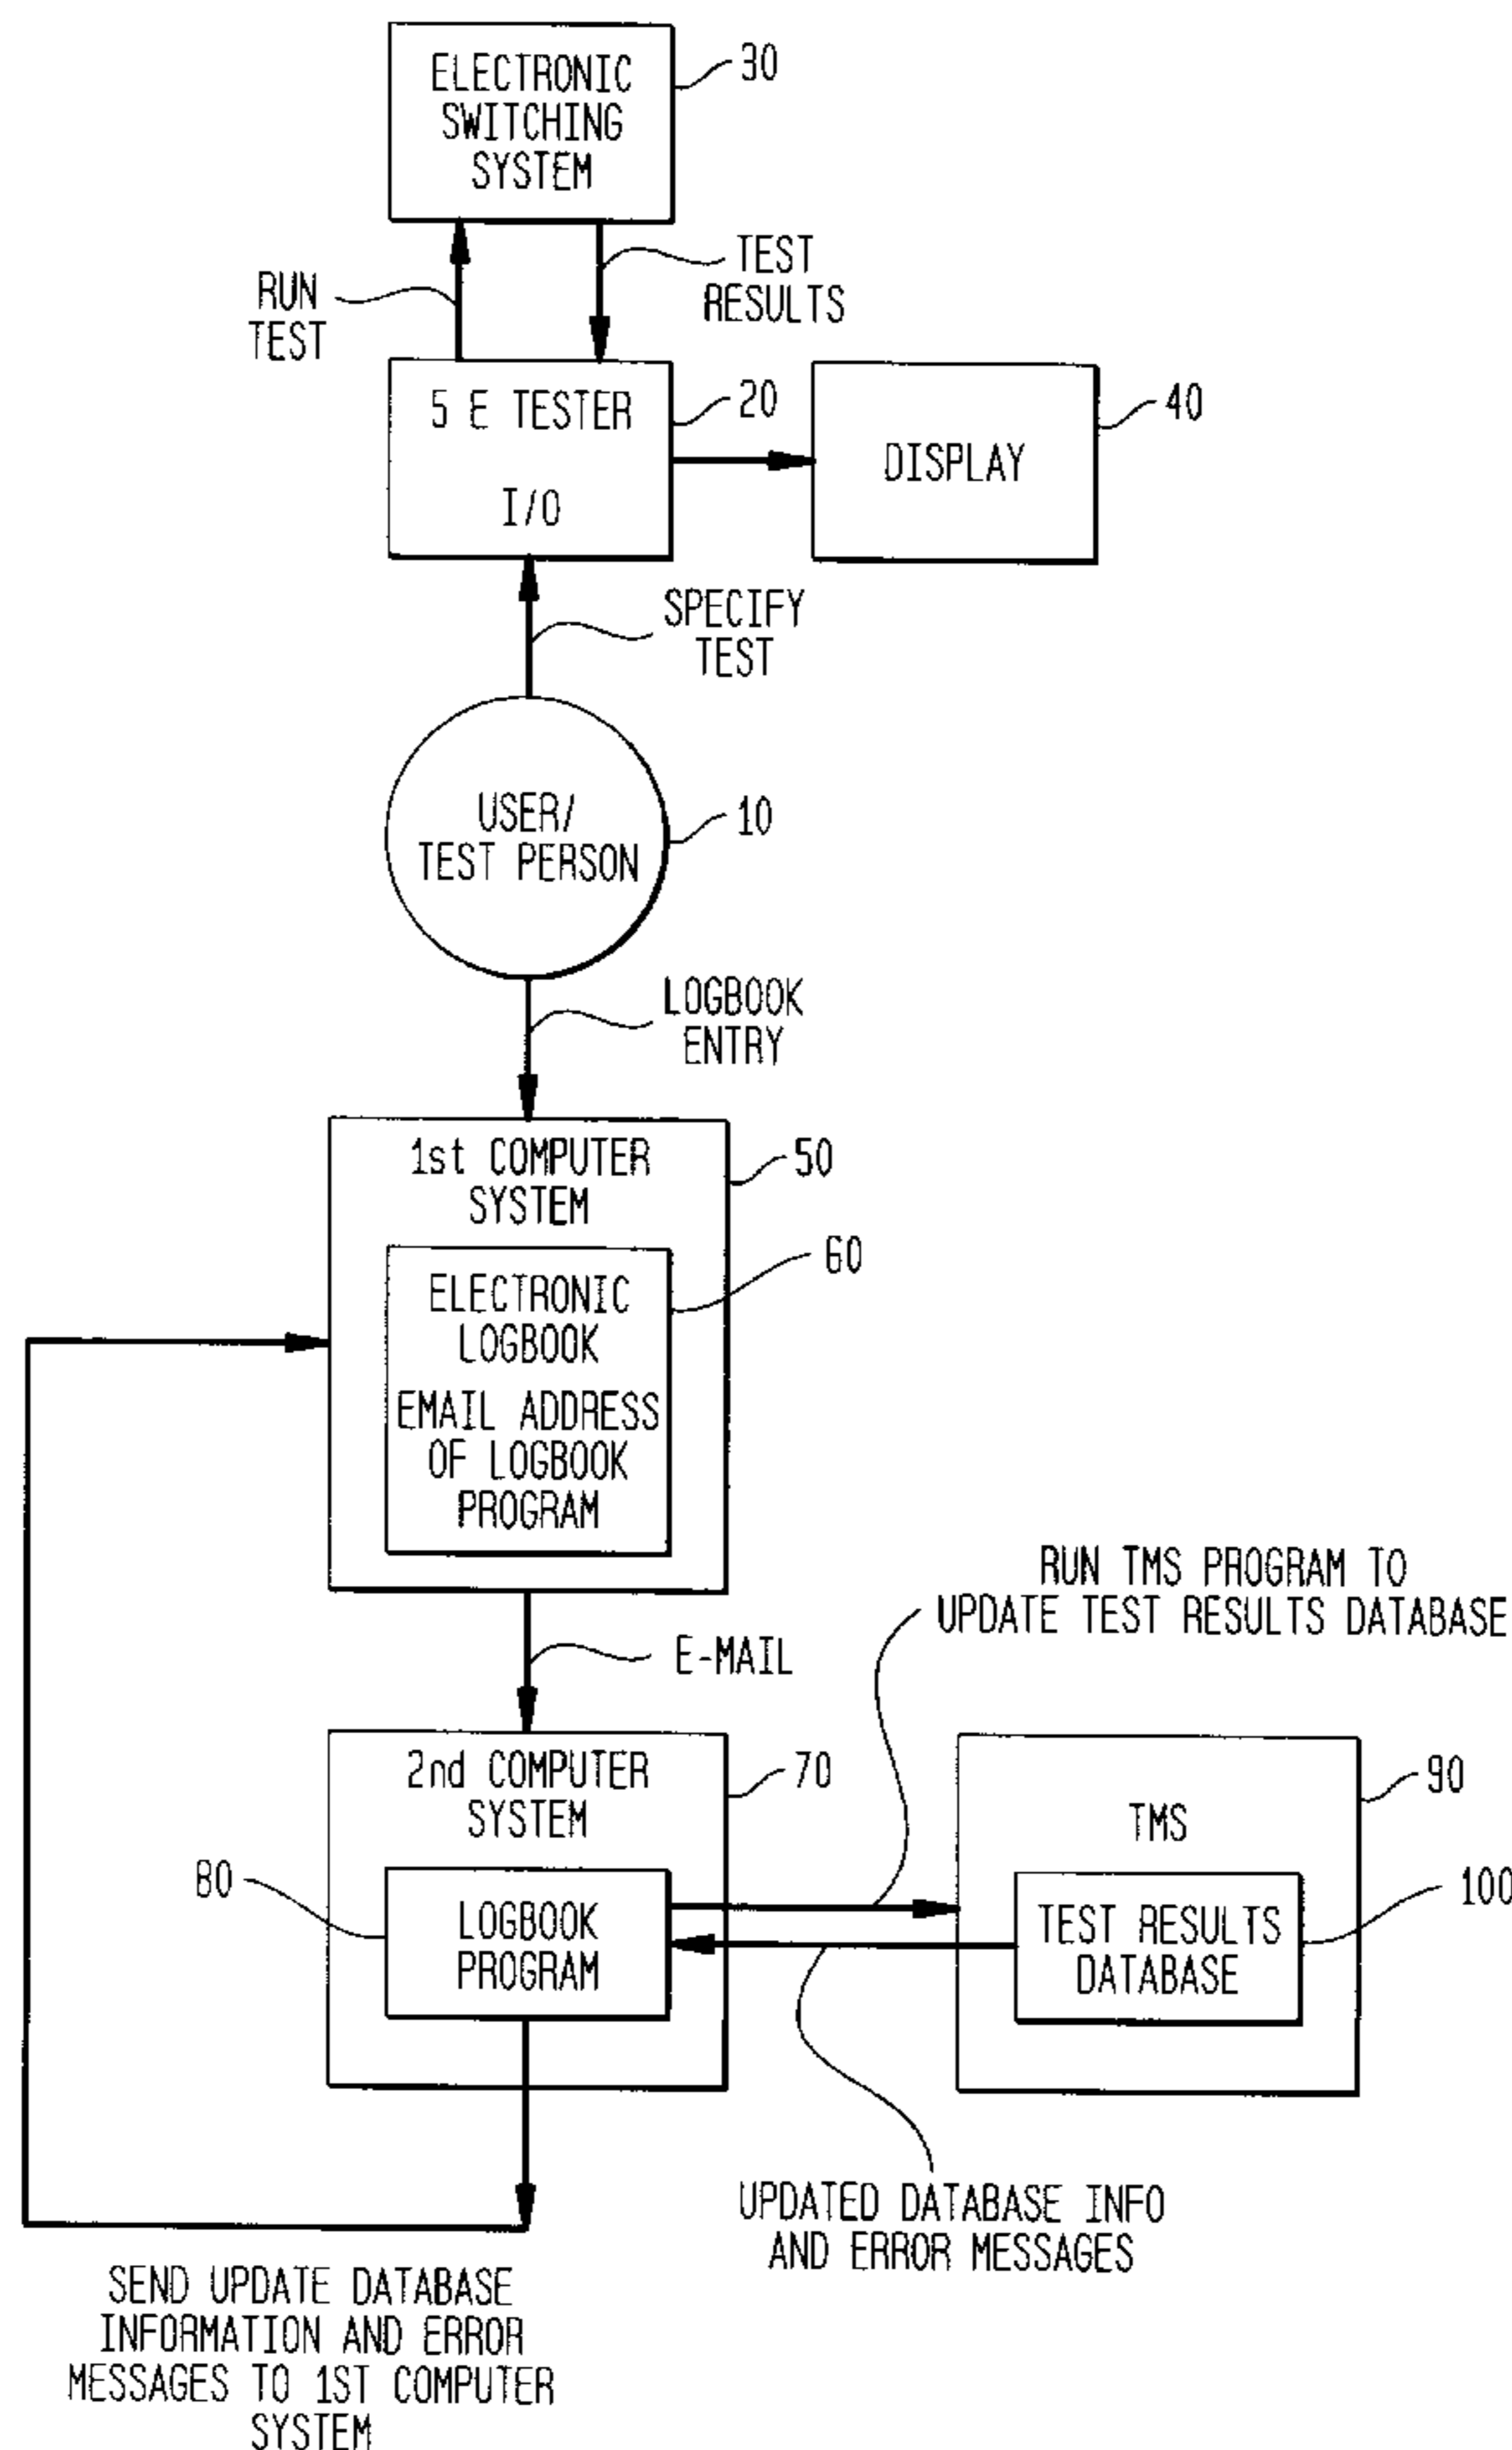 ELECTRONIC
SWITCHING
SYSTEM
30
RUN
TEST
TEST
RESULTS
5 E TESTER
I/O
20
DISPLAY
40
SPECIFY
TEST
USER/
TEST PERSON
10
LOGBOOK
ENTRY
1st COMPUTER
SYSTEM
50
ELECTRONIC
LOGBOOK
EMAIL ADDRESS
OF LOGBOOK
PROGRAM
60
E-MAIL
RUN TMS PROGRAM TO
UPDATE TEST RESULTS DATABASE
2nd COMPUTER
SYSTEM
70
80
LOGBOOK
PROGRAM
TMS
90
TEST RESULTS
DATABASE
100
UPDATED DATABASE INFO
AND ERROR MESSAGES
SEND UPDATE DATABASE
INFORMATION AND ERROR
MESSAGES TO 1ST COMPUTER
SYSTEM